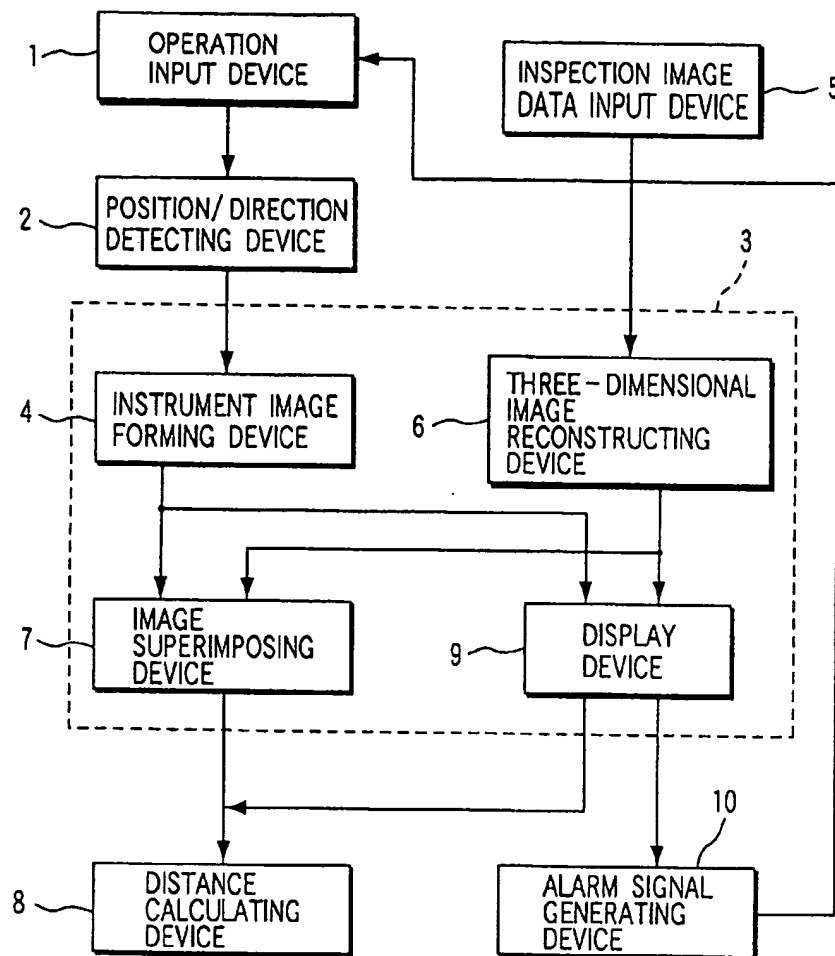 1
OPERATION
INPUT DEVICE
INSPECTION IMAGE
DATA INPUT DEVICE
5
2
POSITION/DIRECTION
DETECTING DEVICE
3
4
INSTRUMENT IMAGE
FORMING DEVICE
6
THREE-DIMENSIONAL
IMAGE
RECONSTRUCTING
DEVICE
7
IMAGE
SUPERIMPOSING
DEVICE
9
DISPLAY
DEVICE
10
8
DISTANCE
CALCULATING
DEVICE
ALARM SIGNAL
GENERATING
DEVICE